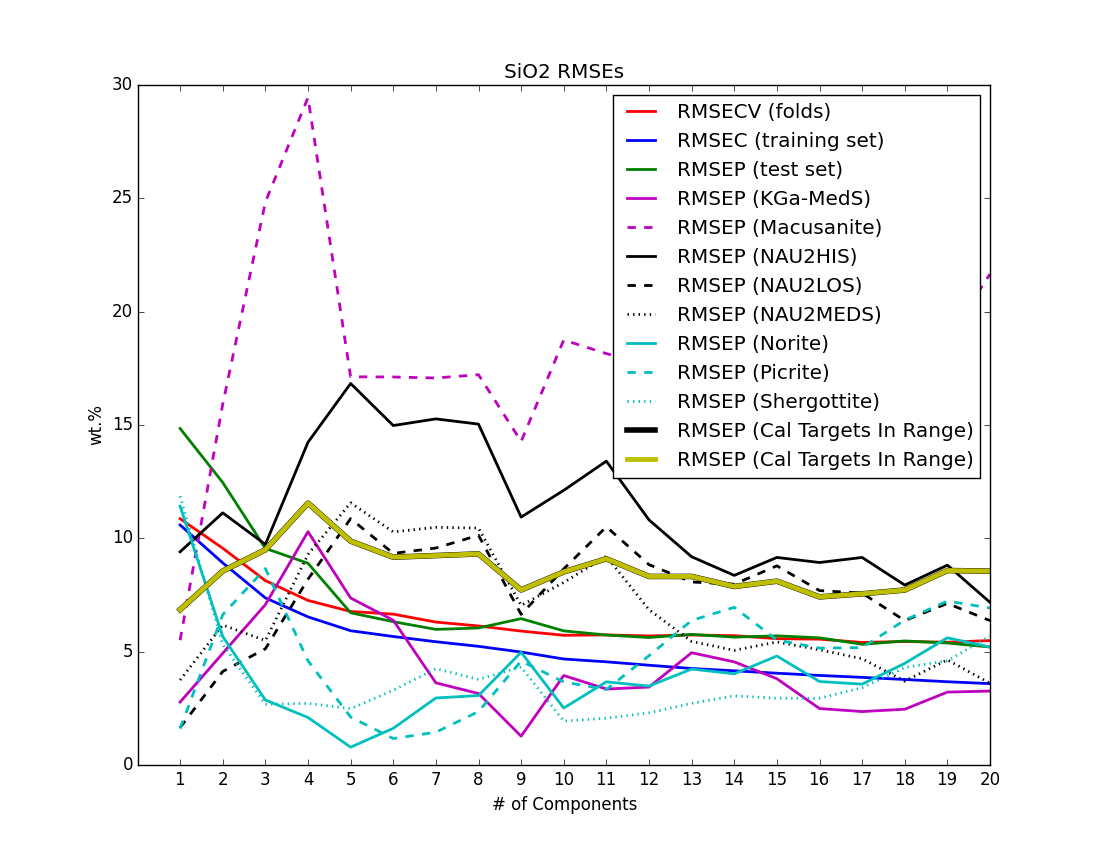 SiO2 RMSEs
30
25
20
15
10
5
0
wt.%
RMSECV (folds)
RMSEC (training set)
RMSEP (test set)
RMSEP (KGa-MedS)
RMSEP (Macusanite)
RMSEP (NAU2HIS)
RMSEP (NAU2LOS)
RMSEP (NAU2MEDS)
RMSEP (Norite)
RMSEP (Picrite)
RMSEP (Shergottite)
RMSEP (Cal Targets In Range)
RMSEP (Cal Targets In Range)
1 2 3 4 5 6 7 8 9 10 11 12 13 14 15 16 17 18 19 20
# of Components